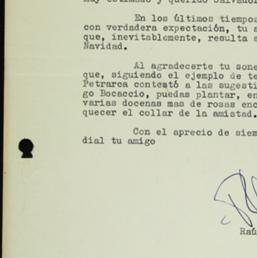 muy estimado y querido Salvador
En los últimos tiempos
con verdadera expectación, tu a
que, inevitablemente, resulta s
Navidad.
Al agradecerte tu sone
que, siguiendo el ejemplo de te
Petrarca contestó a las sugesti
go Bocaccio, puedas plantar, en
varias docenas mas de rosas enc
quecer el collar de la amistad.
Con el aprecio de siem
dial tu amigo
Raú